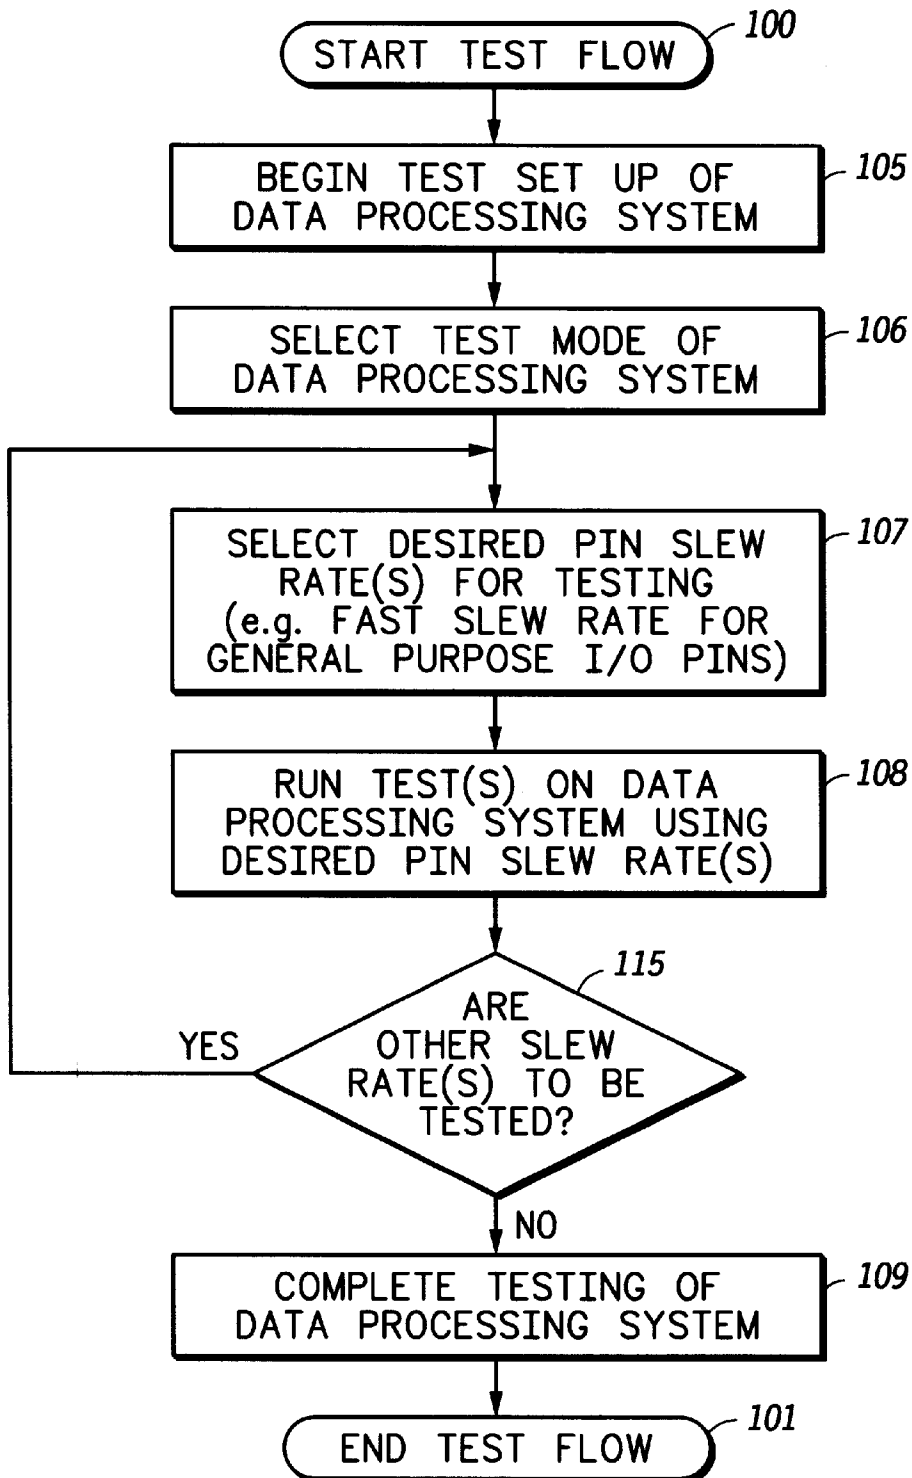 100
START TEST FLOW
105
BEGIN TEST SET UP OF
DATA PROCESSING SYSTEM
106
SELECT TEST MODE OF
DATA PROCESSING SYSTEM
107
SELECT DESIRED PIN SLEW
RATE(S) FOR TESTING
(e.g. FAST SLEW RATE FOR
GENERAL PURPOSE I/O PINS)
108
RUN TEST(S) ON DATA
PROCESSING SYSTEM USING
DESIRED PIN SLEW RATE(S)
115
ARE
OTHER SLEW
RATE(S) TO BE
TESTED?
YES
NO
109
COMPLETE TESTING OF
DATA PROCESSING SYSTEM
101
END TEST FLOW